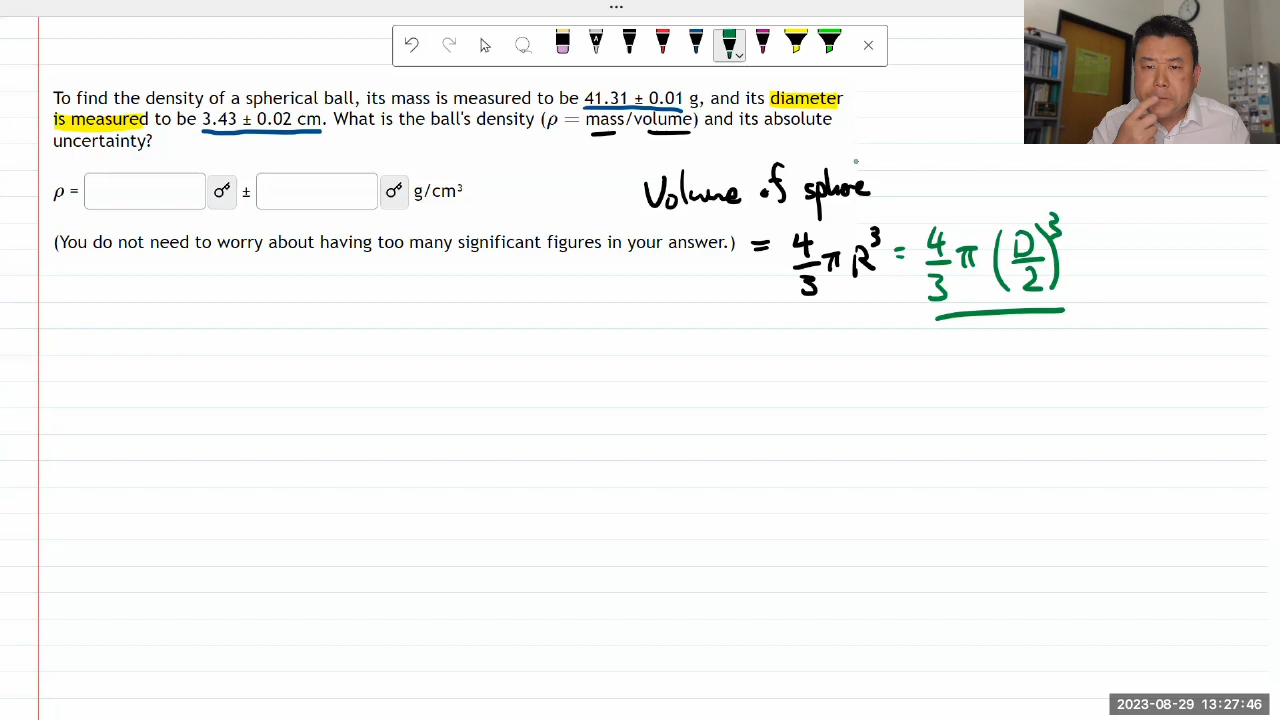 To find the density of a spherical ball, its mass is measured to be 41.31 ± 0.01 g, and its diameter
is measured to be 3.43 ± 0.02 cm. What is the ball's density (ρ = mass/volume) and its absolute
uncertainty?
ρ = ± g/cm³
(You do not need to worry about having too many significant figures in your answer.)
Volume of sphere
= 4/3 π R³ = 4/3 π (D/2)³
2023-08-29 13:27:46